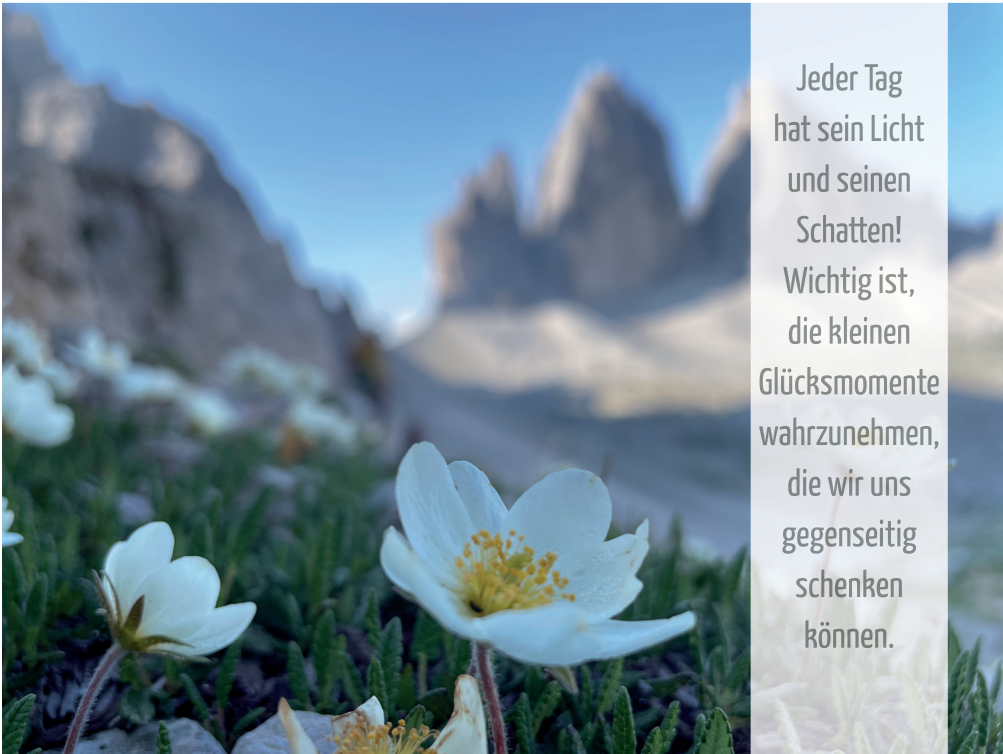 Jeder Tag
hat sein Licht
und seinen
Schatten!
Wichtig ist,
die kleinen
Glücksmomente
wahrzunehmen,
die wir uns
gegenseitig
schenken
können.